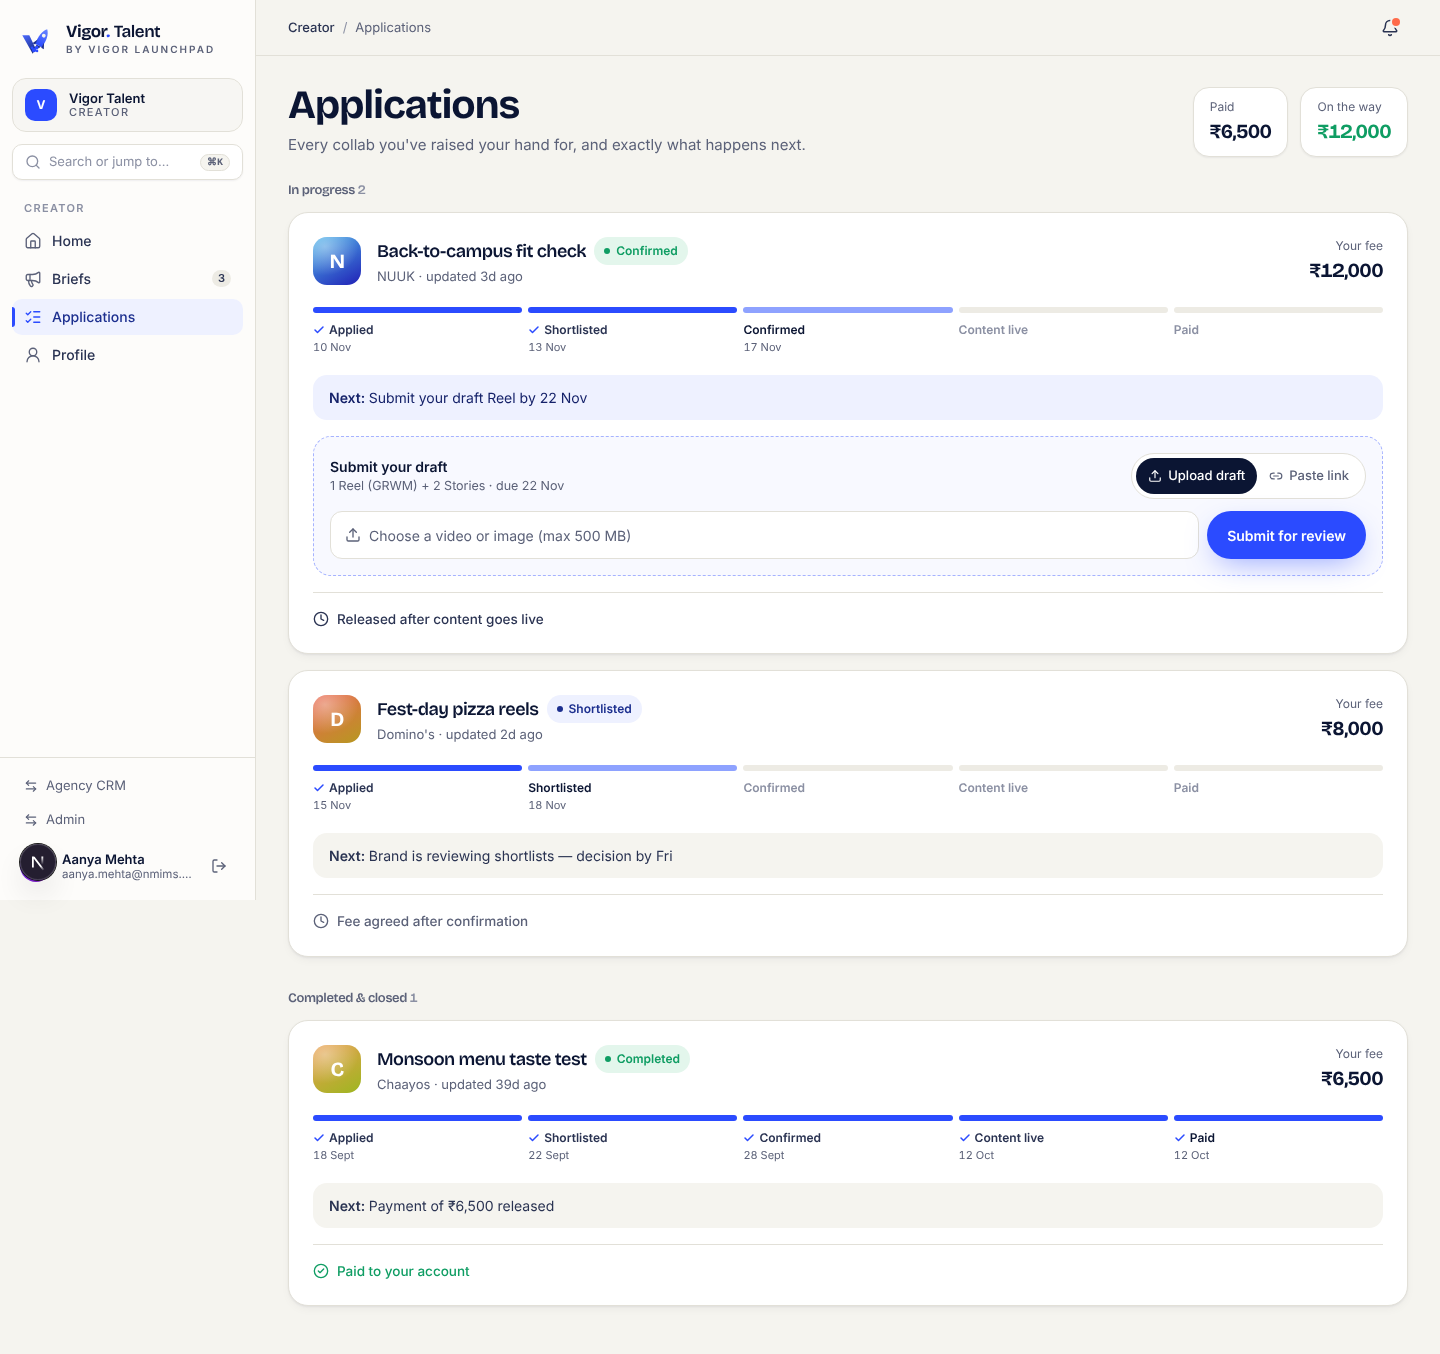 Vigor. Talent
BY VIGOR LAUNCHPAD
V
Vigor Talent
CREATOR
Search or jump to...
⌘K
CREATOR
Home
Briefs
3
Applications
Profile
Agency CRM
Admin
N
Aanya Mehta
aanya.mehta@nmims....
Creator / Applications
Applications
Every collab you've raised your hand for, and exactly what happens next.
Paid
₹6,500
On the way
₹12,000
In progress 2
N
Back-to-campus fit check
Confirmed
NUUK · updated 3d ago
Your fee
₹12,000
Applied
10 Nov
Shortlisted
13 Nov
Confirmed
17 Nov
Content live
Paid
Next: Submit your draft Reel by 22 Nov
Submit your draft
1 Reel (GRWM) + 2 Stories · due 22 Nov
Upload draft
Paste link
Choose a video or image (max 500 MB)
Submit for review
Released after content goes live
D
Fest-day pizza reels
Shortlisted
Domino's · updated 2d ago
Your fee
₹8,000
Applied
15 Nov
Shortlisted
18 Nov
Confirmed
Content live
Paid
Next: Brand is reviewing shortlists — decision by Fri
Fee agreed after confirmation
Completed & closed 1
C
Monsoon menu taste test
Completed
Chaayos · updated 39d ago
Your fee
₹6,500
Applied
18 Sept
Shortlisted
22 Sept
Confirmed
28 Sept
Content live
12 Oct
Paid
12 Oct
Next: Payment of ₹6,500 released
Paid to your account